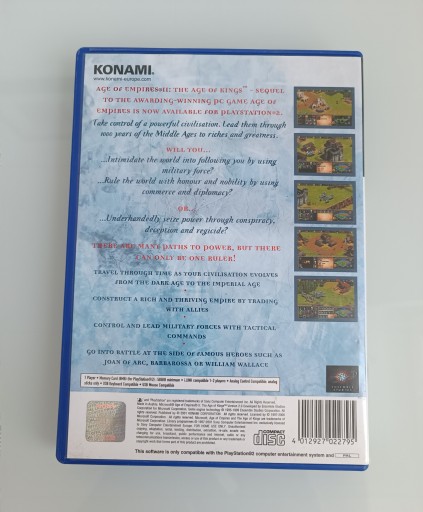 KONAMI
www.konami-europe.com
AGE OF EMPIRES®II: THE AGE OF KINGS™ - SEQUEL
TO THE AWARDING-WINNING PC GAME AGE OF
EMPIRES IS NOW AVAILABLE FOR PLAYSTATION®2.
Take control of a powerful civilisation. Lead them through
1000 years of the Middle Ages to riches and greatness.
WILL YOU...
...Intimidate the world into following you by using
military force?
...Rule the world with honour and nobility by using
commerce and diplomacy?
OR...
...Underhandedly seize power through conspiracy,
deception and regicide?
THERE ARE MANY PATHS TO POWER, BUT THERE
CAN ONLY BE ONE RULER!
TRAVEL THROUGH TIME AS YOUR CIVILISATION EVOLVES
FROM THE DARK AGE TO THE IMPERIAL AGE
CONSTRUCT A RICH AND THRIVING EMPIRE BY TRADING
WITH ALLIES
CONTROL AND LEAD MILITARY FORCES WITH TACTICAL
COMMANDS
GO INTO BATTLE AT THE SIDE OF FAMOUS HEROES SUCH AS
JOAN OF ARC, BARBAROSSA OR WILLIAM WALLACE
COMPACT
disc
4 012927 022795
This software is only compatible with the PlayStation®2 computer entertainment system and
PAL